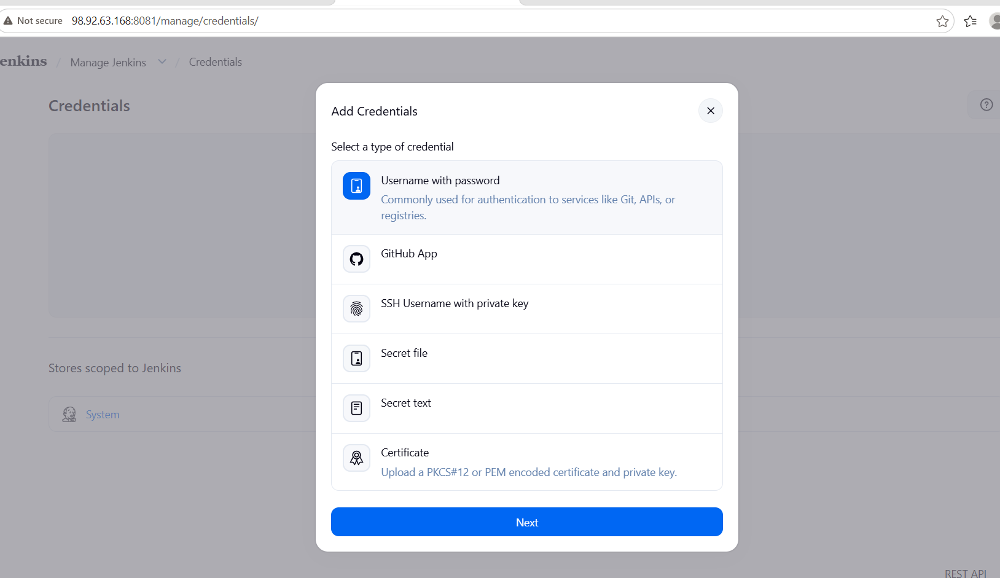 Not secure 98.92.63.168:8081/manage/credentials/
enkins / Manage Jenkins / Credentials
Credentials
Add Credentials
Select a type of credential
Username with password
Commonly used for authentication to services like Git, APIs, or
registries.
GitHub App
SSH Username with private key
Secret file
Secret text
Certificate
Upload a PKCS#12 or PEM encoded certificate and private key.
Next
Stores scoped to Jenkins
System
REST API